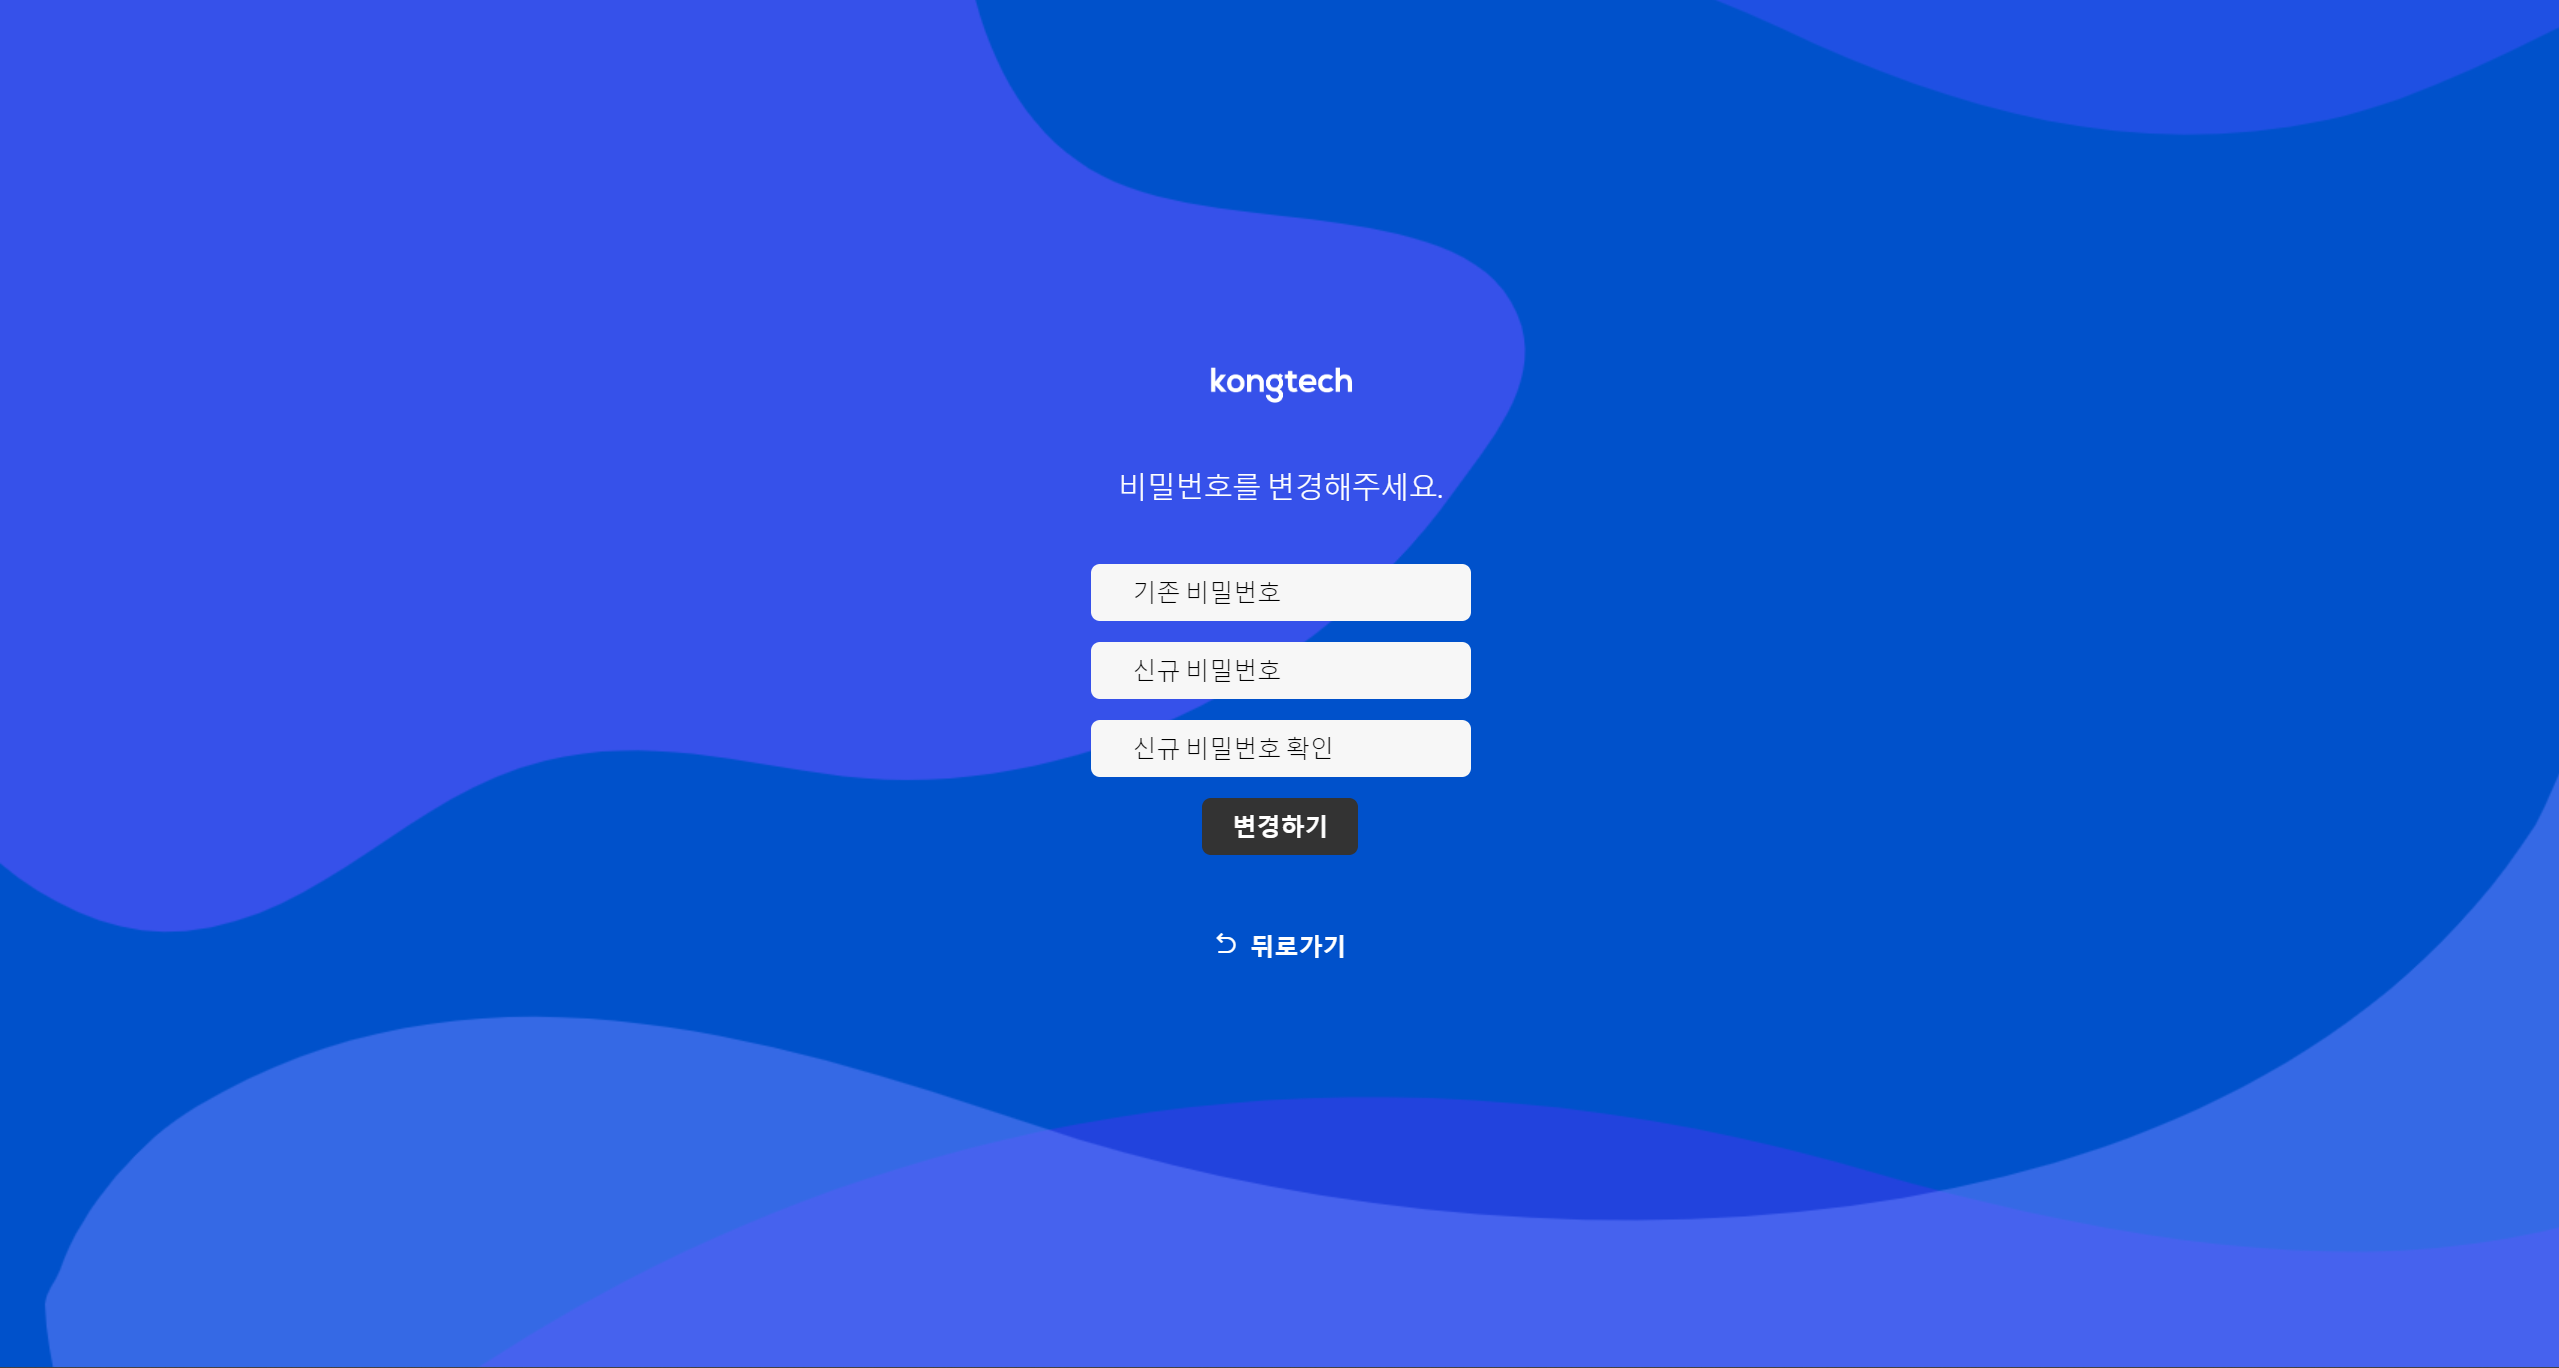 kongtech
비밀번호를 변경해주세요.
기존 비밀번호
신규 비밀번호
신규 비밀번호 확인
변경하기
뒤로가기